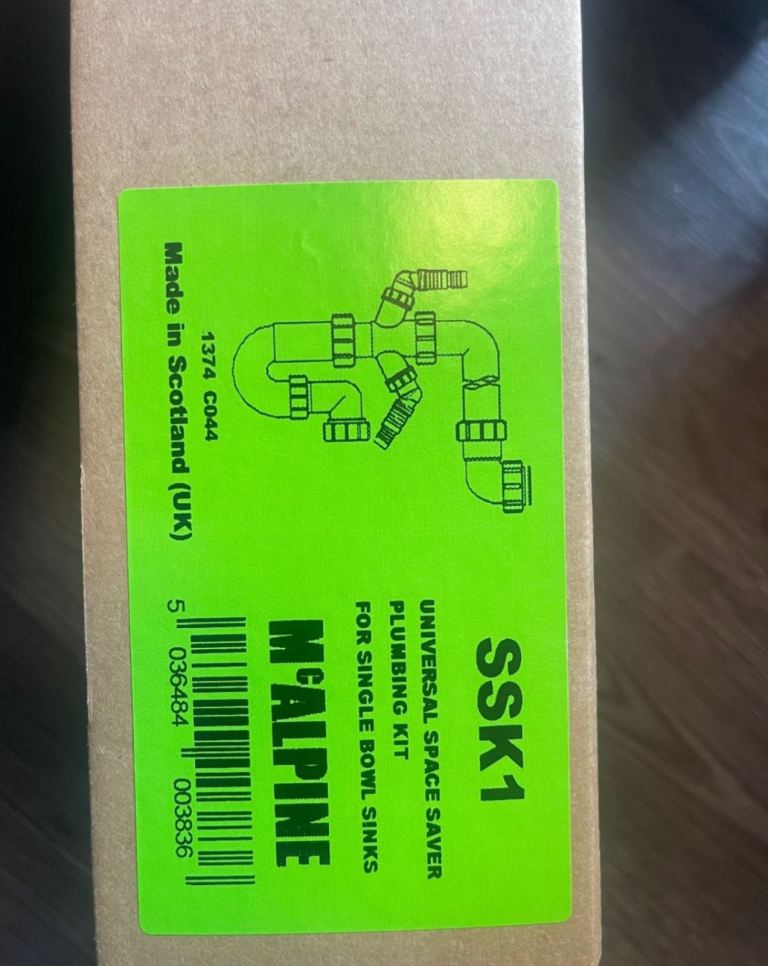 SSK1
UNIVERSAL SPACE SAVER
PLUMBING KIT
FOR SINGLE BOWL SINKS
McALPINE
5 036484 003836
1374 C044
Made in Scotland (UK)